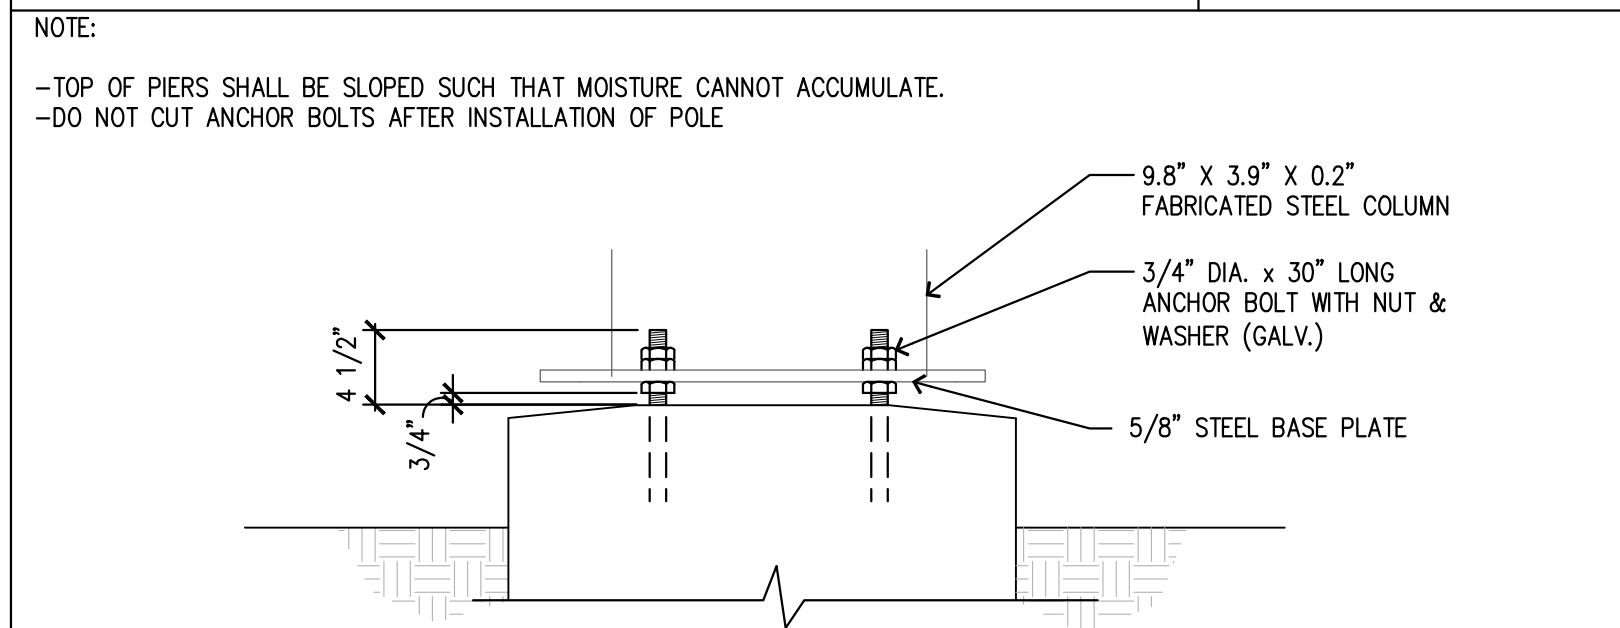 NOTE:
-TOP OF PIERS SHALL BE SLOPED SUCH THAT MOISTURE CANNOT ACCUMULATE.
-DO NOT CUT ANCHOR BOLTS AFTER INSTALLATION OF POLE
9.8" X 3.9" X 0.2"
FABRICATED STEEL COLUMN
3/4" DIA. x 30" LONG
ANCHOR BOLT WITH NUT &
WASHER (GALV.)
4 1/2"
3/4"
5/8" STEEL BASE PLATE